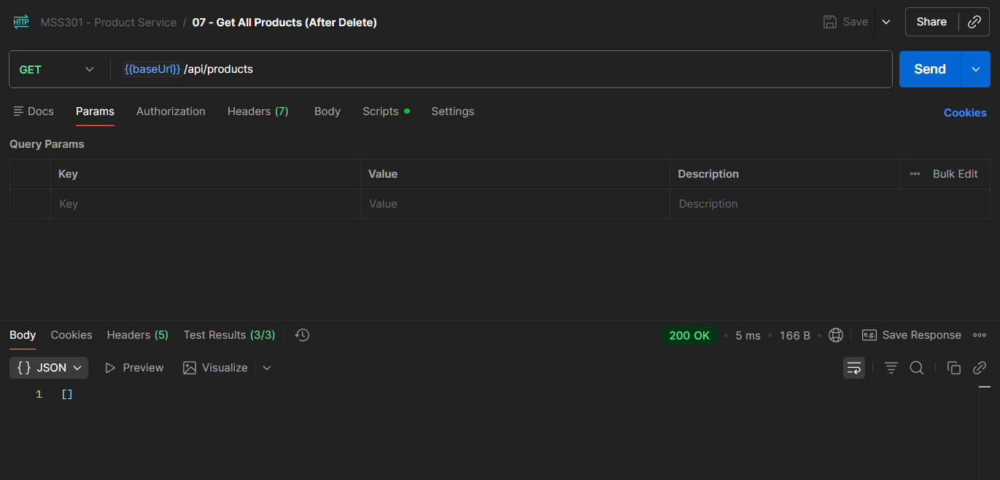 HTTP MSS301 - Product Service / 07 - Get All Products (After Delete) Save Share
GET {{baseUrl}}/api/products Send
Docs Params Authorization Headers (7) Body Scripts Settings Cookies
Query Params
Key Value Description Bulk Edit
Key Value Description
Body Cookies Headers (5) Test Results (3/3) 200 OK 5 ms 166 B e.g. Save Response
{ } JSON Preview Visualize
1 []